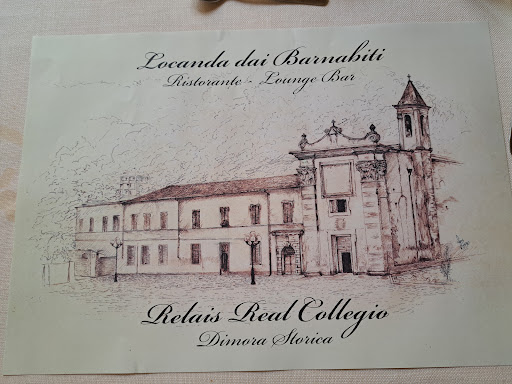 Locanda dai Barnabiti
Ristorante - Lounge Bar
Relais Real Collegio
Dimora Storica